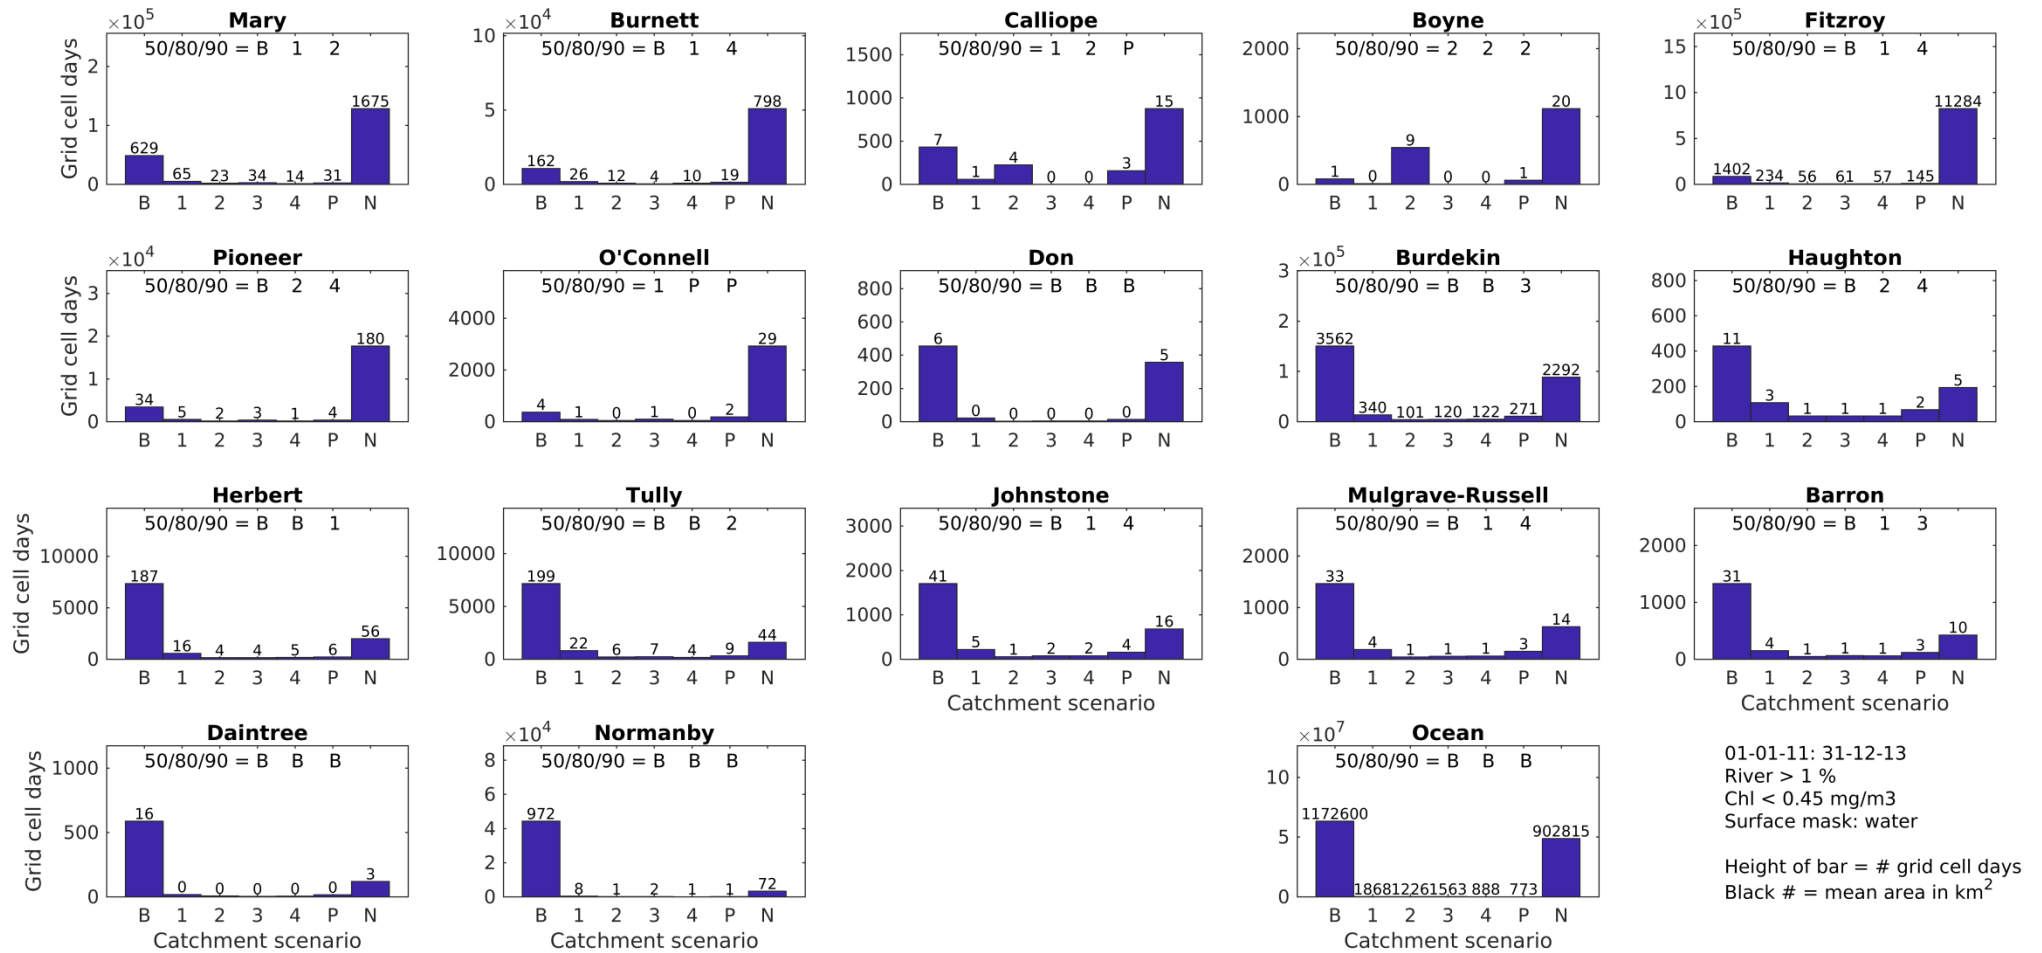 Mary
×10^5
50/80/90 = B 1 2
Grid cell days
2
1
0
629 65 23 34 14 31 1675
B 1 2 3 4 P N
Burnett
×10^4
50/80/90 = B 1 4
10
5
0
162 26 12 4 10 19 798
B 1 2 3 4 P N
Calliope
50/80/90 = 1 2 P
1500
1000
500
0
7 1 4 0 0 3 15
B 1 2 3 4 P N
Boyne
50/80/90 = 2 2 2
2000
1000
0
1 0 9 0 0 1 20
B 1 2 3 4 P N
Fitzroy
×10^5
50/80/90 = B 1 4
15
10
5
0
1402 234 56 61 57 145 11284
B 1 2 3 4 P N
Pioneer
×10^4
50/80/90 = B 2 4
Grid cell days
3
2
1
0
34 5 2 3 1 4 180
B 1 2 3 4 P N
O'Connell
50/80/90 = 1 P P
4000
2000
0
4 1 0 1 0 2 29
B 1 2 3 4 P N
Don
50/80/90 = B B B
800
600
400
200
0
6 0 0 0 0 0 5
B 1 2 3 4 P N
Burdekin
×10^5
50/80/90 = B B 3
3
2
1
0
3562 340 101 120 122 271 2292
B 1 2 3 4 P N
Haughton
50/80/90 = B 2 4
800
600
400
200
0
11 3 1 1 1 2 5
B 1 2 3 4 P N
Herbert
50/80/90 = B B 1
Grid cell days
10000
5000
0
187 16 4 4 5 6 56
B 1 2 3 4 P N
Tully
50/80/90 = B B 2
10000
5000
0
199 22 6 7 4 9 44
B 1 2 3 4 P N
Johnstone
50/80/90 = B 1 4
3000
2000
1000
0
41 5 1 2 2 4 16
B 1 2 3 4 P N
Catchment scenario
Mulgrave-Russell
50/80/90 = B 1 4
2000
1000
0
33 4 1 1 1 3 14
B 1 2 3 4 P N
Barron
50/80/90 = B 1 3
2000
1000
0
31 4 1 1 1 3 10
B 1 2 3 4 P N
Catchment scenario
Daintree
50/80/90 = B B B
Grid cell days
1000
500
0
16 0 0 0 0 0 3
B 1 2 3 4 P N
Catchment scenario
Normanby
×10^4
50/80/90 = B B B
8
6
4
2
0
972 8 1 2 1 1 72
B 1 2 3 4 P N
Catchment scenario
Ocean
×10^7
50/80/90 = B B B
10
5
0
1172600 18681 2261563 888 773 902815
B 1 2 3 4 P N
Catchment scenario
01-01-11: 31-12-13
River > 1 %
Chl < 0.45 mg/m3
Surface mask: water
Height of bar = # grid cell days
Black # = mean area in km^2